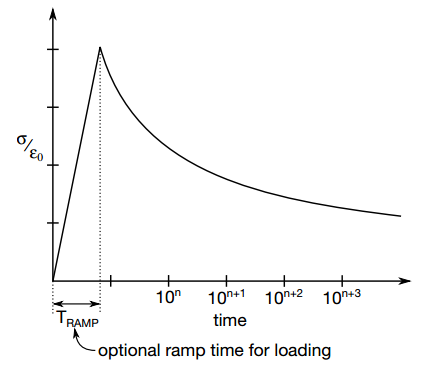 σ/ε₀
10ⁿ 10ⁿ⁺¹ 10ⁿ⁺² 10ⁿ⁺³
T_RAMP
time
optional ramp time for loading